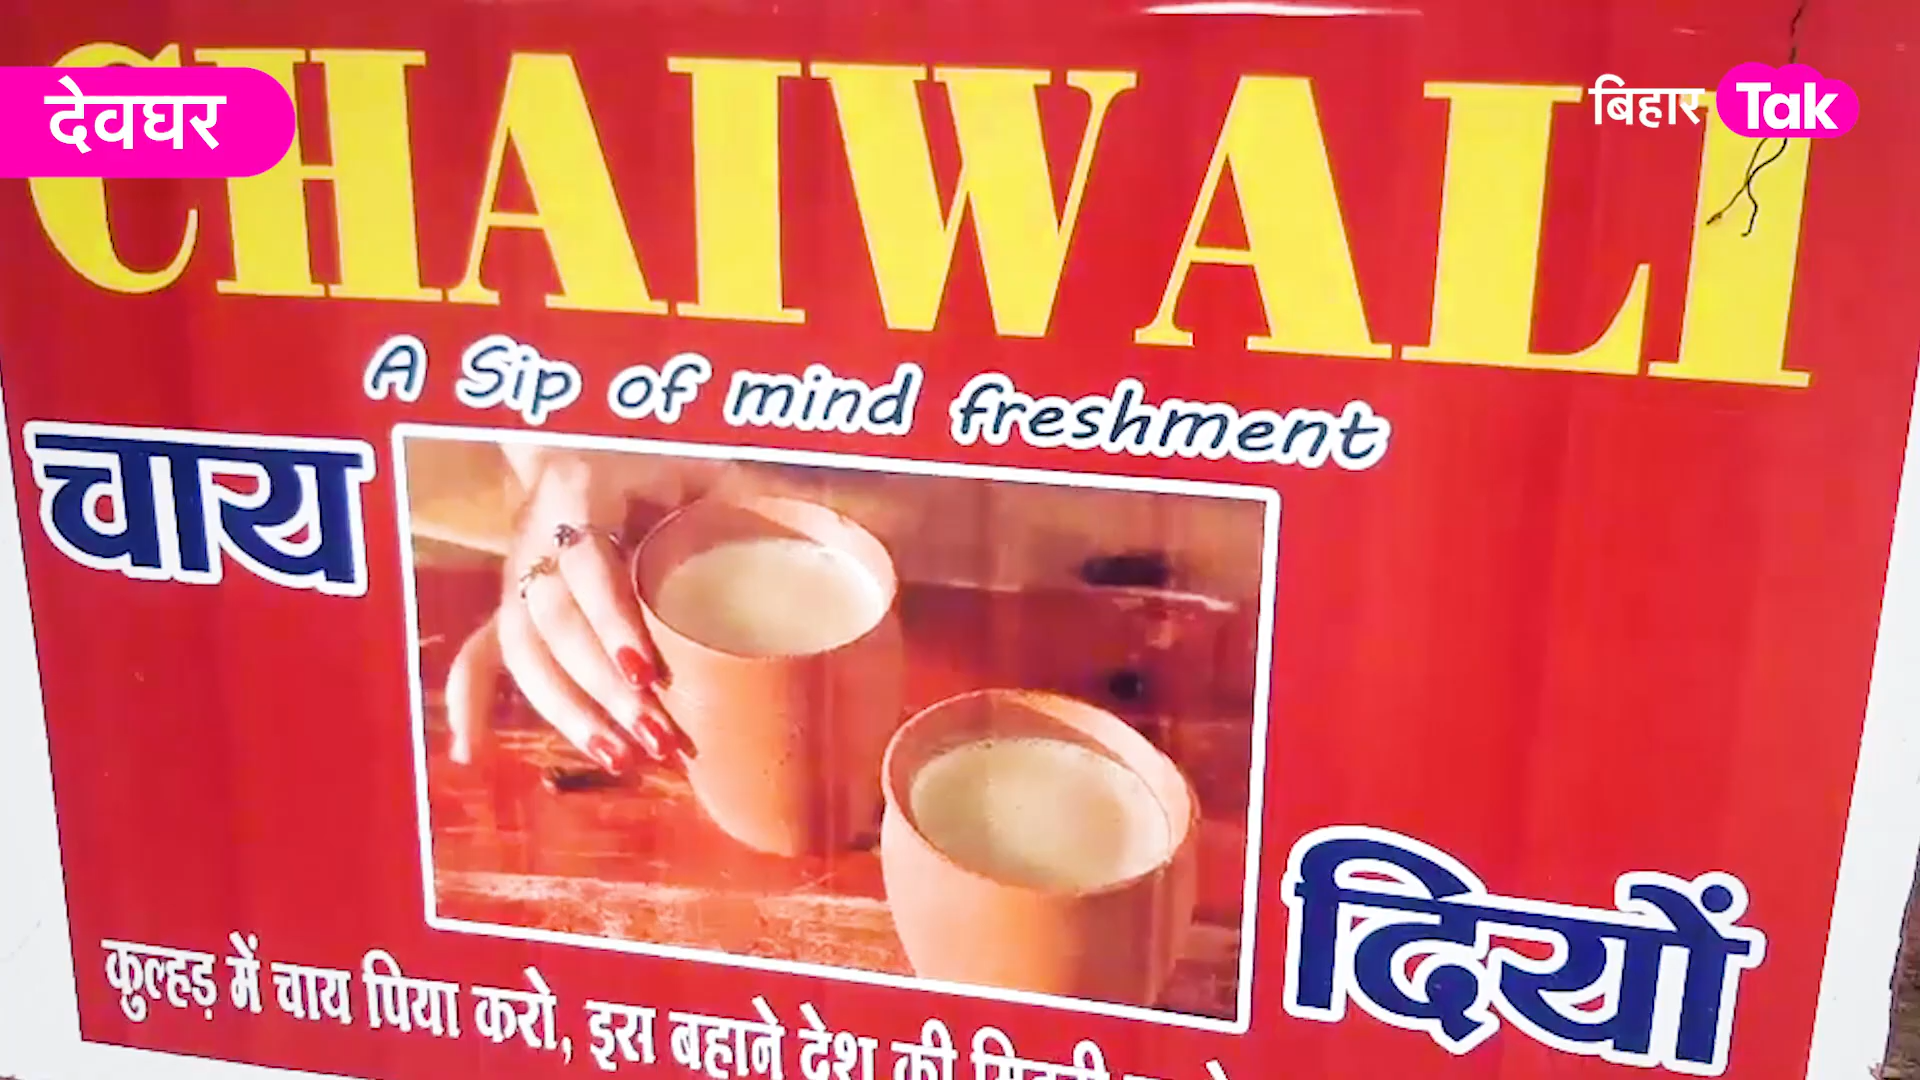 देवघर
बिहार Tak
CHAIWALI
A Sip of mind freshment
चाय
दियों
कुल्हड़ में चाय पिया करो, इस बहाने देश की